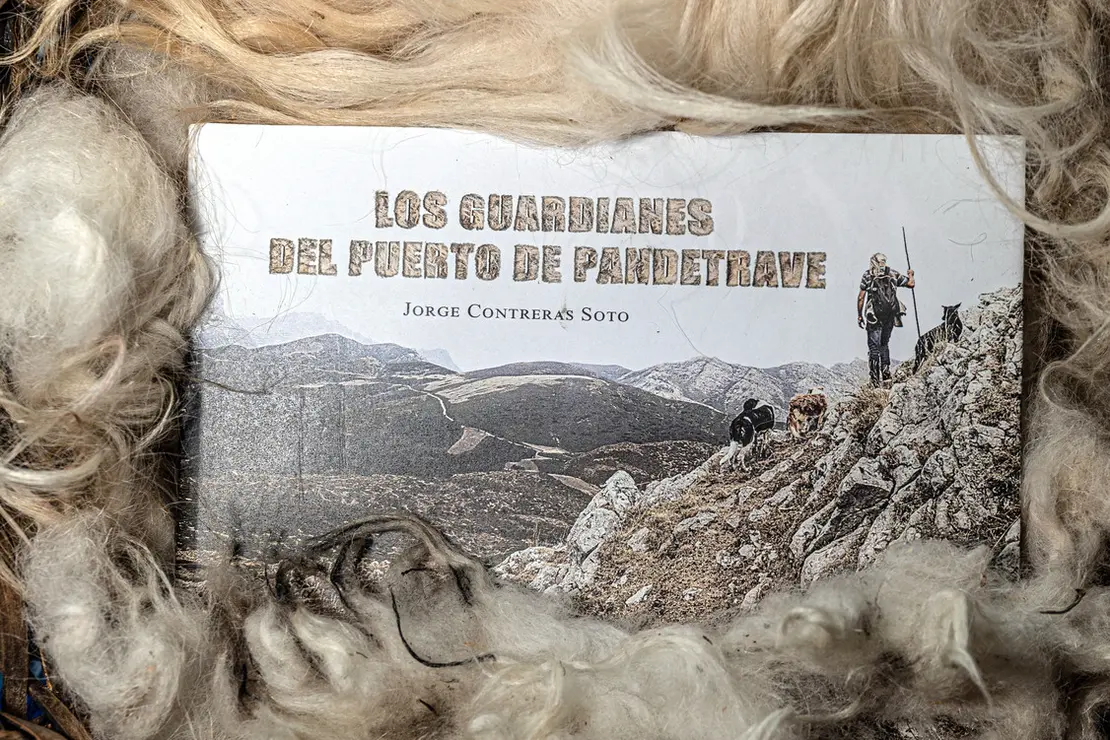 LOS GUARDIANES
DEL PUERTO DE PANDETRAVE
JORGE CONTRERAS SOTO